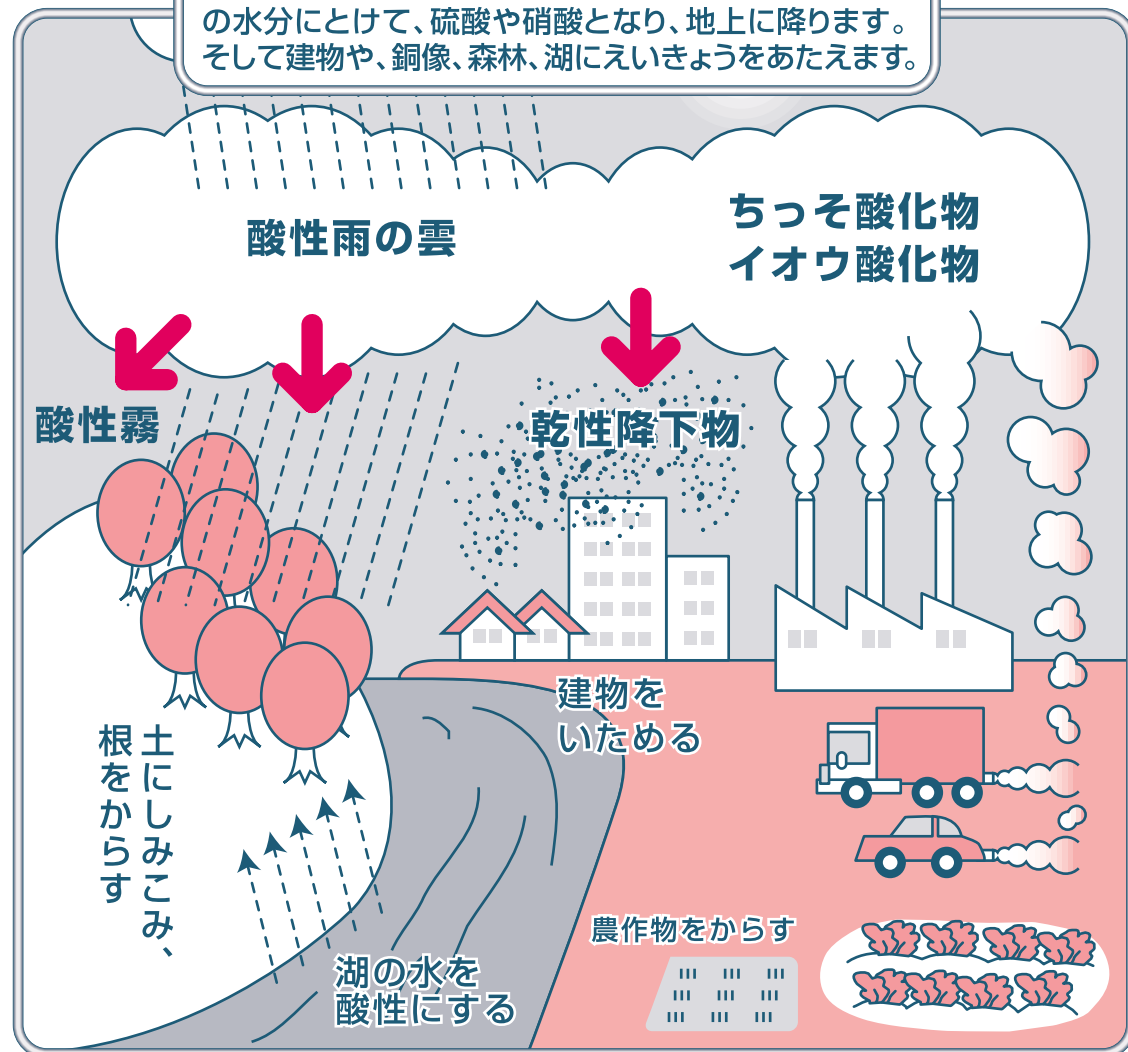 の水分にとけて、硫酸や硝酸となり、地上に降ります。
そして建物や、銅像、森林、湖にえいきょうをあたえます。
酸性雨の雲
ちっそ酸化物
イオウ酸化物
酸性霧
乾性降下物
建物を
いためる
土にしみこみ、
根をからす
農作物をからす
湖の水を
酸性にする